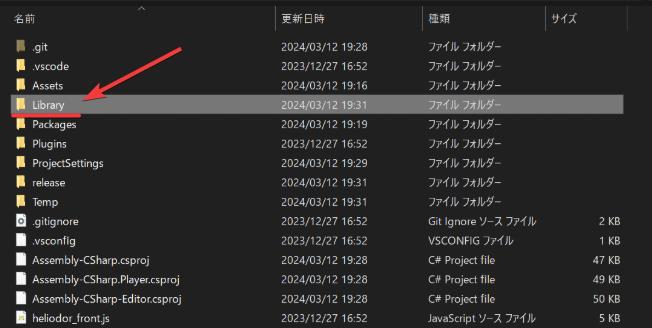 名前 更新日時 種類 サイズ
.git 2024/03/12 19:28 ファイル フォルダー
.vscode 2023/12/27 16:52 ファイル フォルダー
Assets 2024/03/12 19:16 ファイル フォルダー
Library 2024/03/12 19:31 ファイル フォルダー
Packages 2024/03/12 19:19 ファイル フォルダー
Plugins 2023/12/27 16:52 ファイル フォルダー
ProjectSettings 2024/03/12 19:29 ファイル フォルダー
release 2024/03/12 19:31 ファイル フォルダー
Temp 2024/03/12 19:31 ファイル フォルダー
.gitignore 2023/12/27 16:52 Git Ignore ソース ファイル 2 KB
.vsconfig 2023/12/27 16:52 VSCONFIG ファイル 1 KB
Assembly-CSharp.csproj 2024/03/12 19:28 C# Project file 47 KB
Assembly-CSharp.Player.csproj 2024/03/12 19:28 C# Project file 49 KB
Assembly-CSharp-Editor.csproj 2024/03/12 19:28 C# Project file 50 KB
heliodor_front.js 2023/12/27 16:52 JavaScript ソース ファイル 5 KB